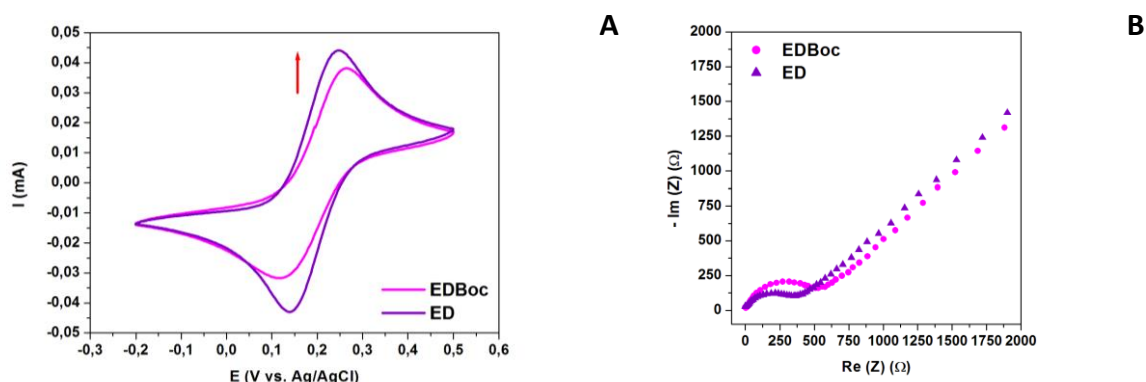 A
0,05
0,04
0,03
0,02
0,01
0,00
-0,01
-0,02
-0,03
-0,04
-0,05
I (mA)
EDBoc
ED
-0,3 -0,2 -0,1 0,0 0,1 0,2 0,3 0,4 0,5 0,6
E (V vs. Ag/AgCl)
B
2000
1750
1500
1250
1000
750
500
250
0
- Im (Z) (Ω)
EDBoc
ED
0 250 500 750 1000 1250 1500 1750 2000
Re (Z) (Ω)